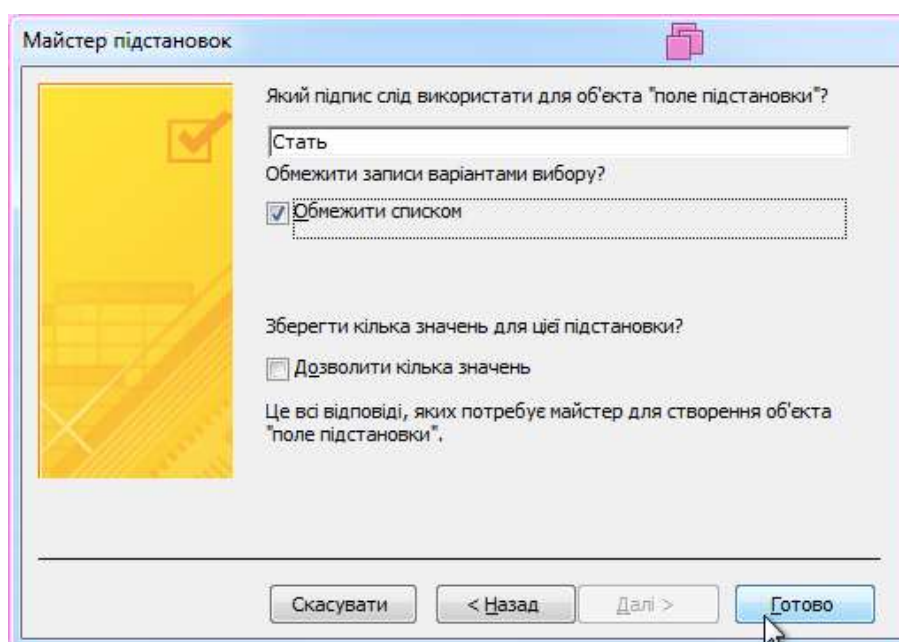 Майстер підстановок
Який підпис слід використати для об'єкта "поле підстановки"?
Стать
Обмежити записи варіантами вибору?
Обмежити списком
Зберегти кілька значень для цієї підстановки?
Дозволити кілька значень
Це всі відповіді, яких потребує майстер для створення об'єкта
"поле підстановки".
Скасувати < Назад Далі > Готово